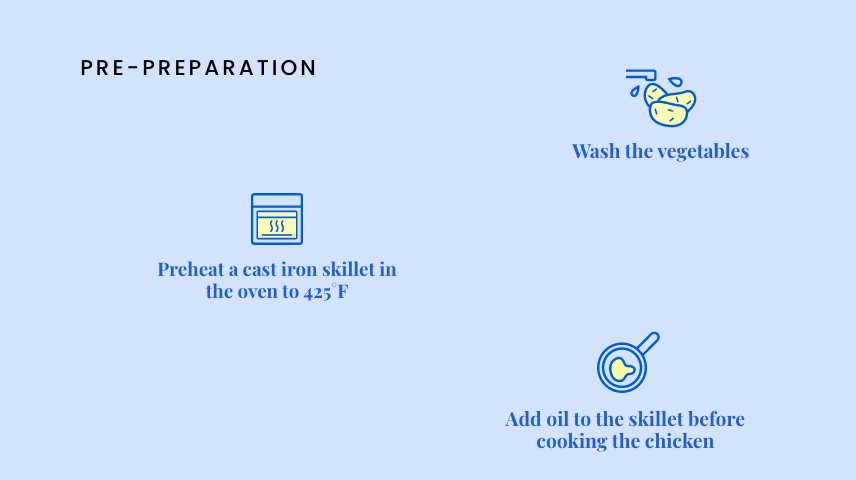 PRE-PREPARATION
Wash the vegetables
Preheat a cast iron skillet in
the oven to 425°F
Add oil to the skillet before
cooking the chicken